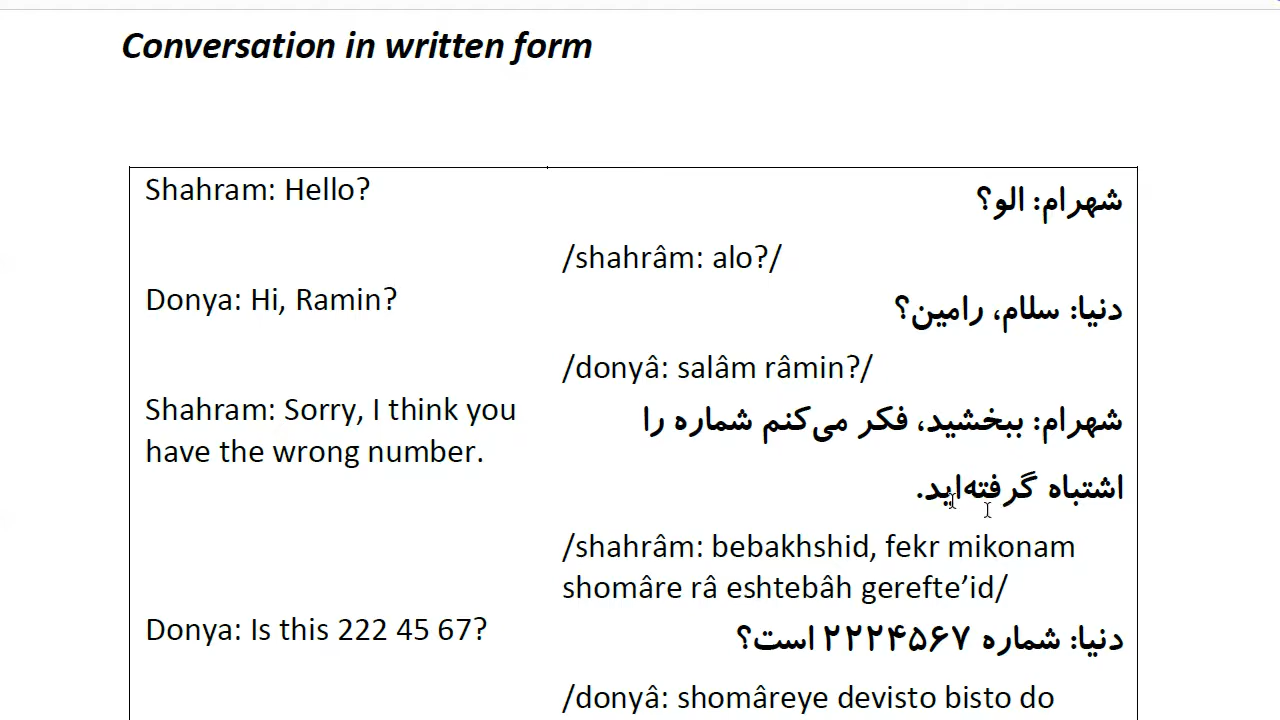 Conversation in written form
Shahram: Hello?
شهرام: الو؟
/shahrâm: alo?/
Donya: Hi, Ramin?
دنیا: سلام، رامین؟
/donyâ: salâm râmin?/
Shahram: Sorry, I think you
have the wrong number.
شهرام: ببخشید، فکر می‌کنم شماره را
اشتباه گرفته‌اید.
/shahrâm: bebakhshid, fekr mikonam
shomâre râ eshtebâh gerefte’id/
Donya: Is this 222 45 67?
دنیا: شماره ۲۲۲۴۵۶۷ است؟
/donyâ: shomâreye devisto bisto do